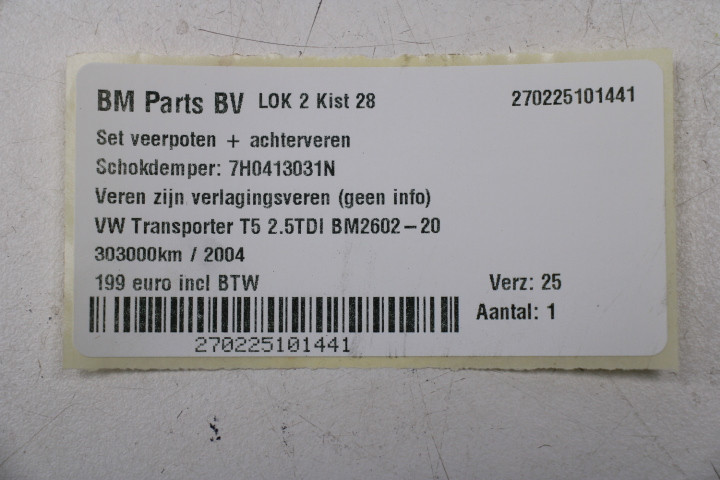 BM Parts BV LOK 2 Kist 28 270225101441
Set veerpoten + achterveren
Schokdemper: 7H0413031N
Veren zijn verlagingsveren (geen info)
VW Transporter T5 2.5TDI BM2602-20
303000km / 2004
199 euro incl BTW Verz: 25
Aantal: 1
270225101441